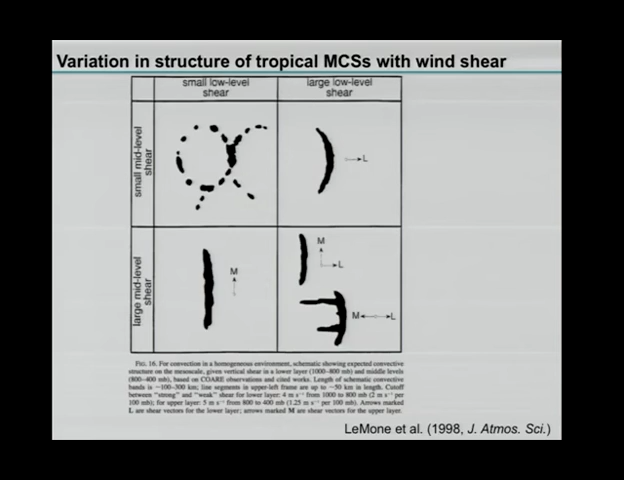 Variation in structure of tropical MCSs with wind shear
small low-level
shear
large low-level
shear
small mid-level
shear
L
large mid-level
shear
M
M
L
M
L
FIG. 16. For convection in a homogeneous environment, schematic showing expected convective
structure on the mesoscale, given vertical shear in a lower layer (1000–800 mb) and middle levels
(800–400 mb), based on COARE observations and cited works. Length of schematic convective
bands is ~100–300 km; line segments in upper-left frame are up to ~50 km in length. Cutoff
between "strong" and "weak" shear for lower layer: 4 m s⁻¹ from 1000 to 800 mb (2 m s⁻¹ per
100 mb); for upper layer: 5 m s⁻¹ from 800 to 400 mb (1.25 m s⁻¹ per 100 mb). Arrows marked
L are shear vectors for the lower layer; arrows marked M are shear vectors for the upper layer.
LeMone et al. (1998, J. Atmos. Sci.)